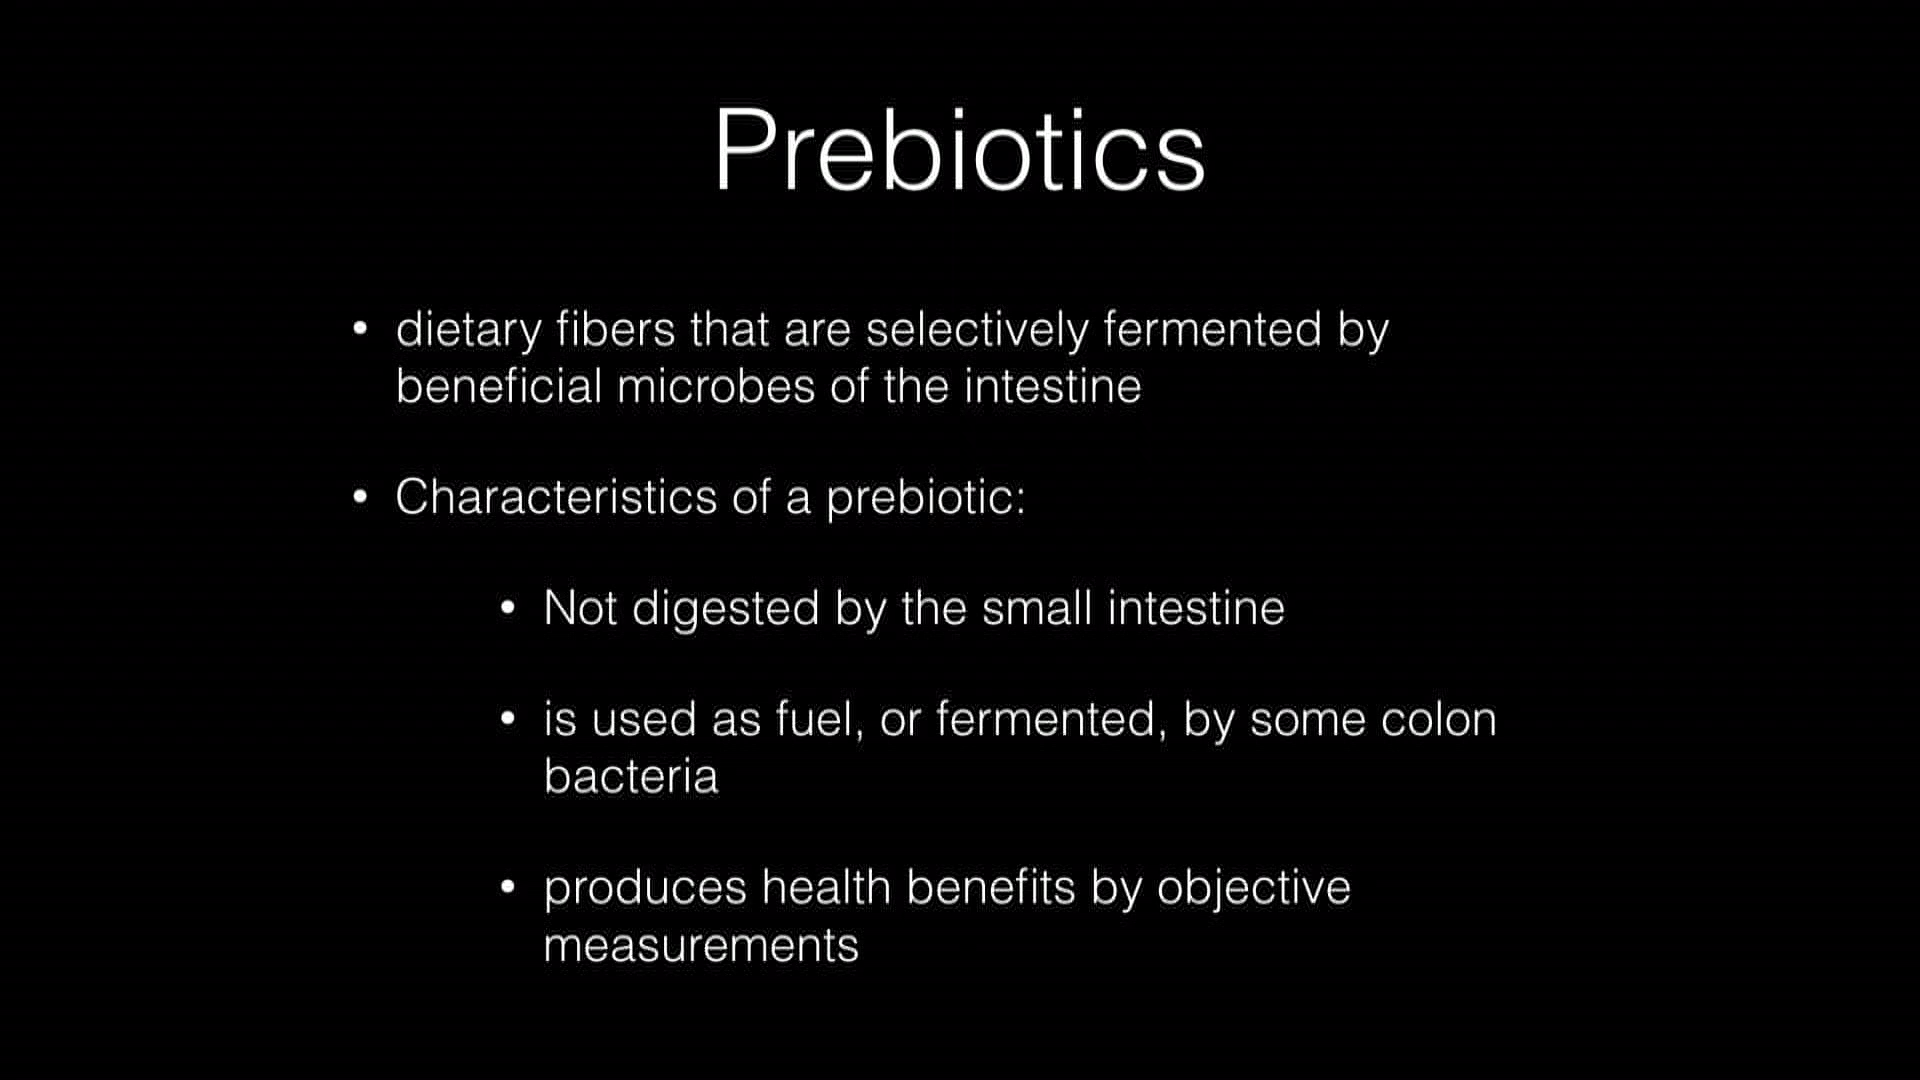 Prebiotics
• dietary fibers that are selectively fermented by
beneficial microbes of the intestine
• Characteristics of a prebiotic:
• Not digested by the small intestine
• is used as fuel, or fermented, by some colon
bacteria
• produces health benefits by objective
measurements